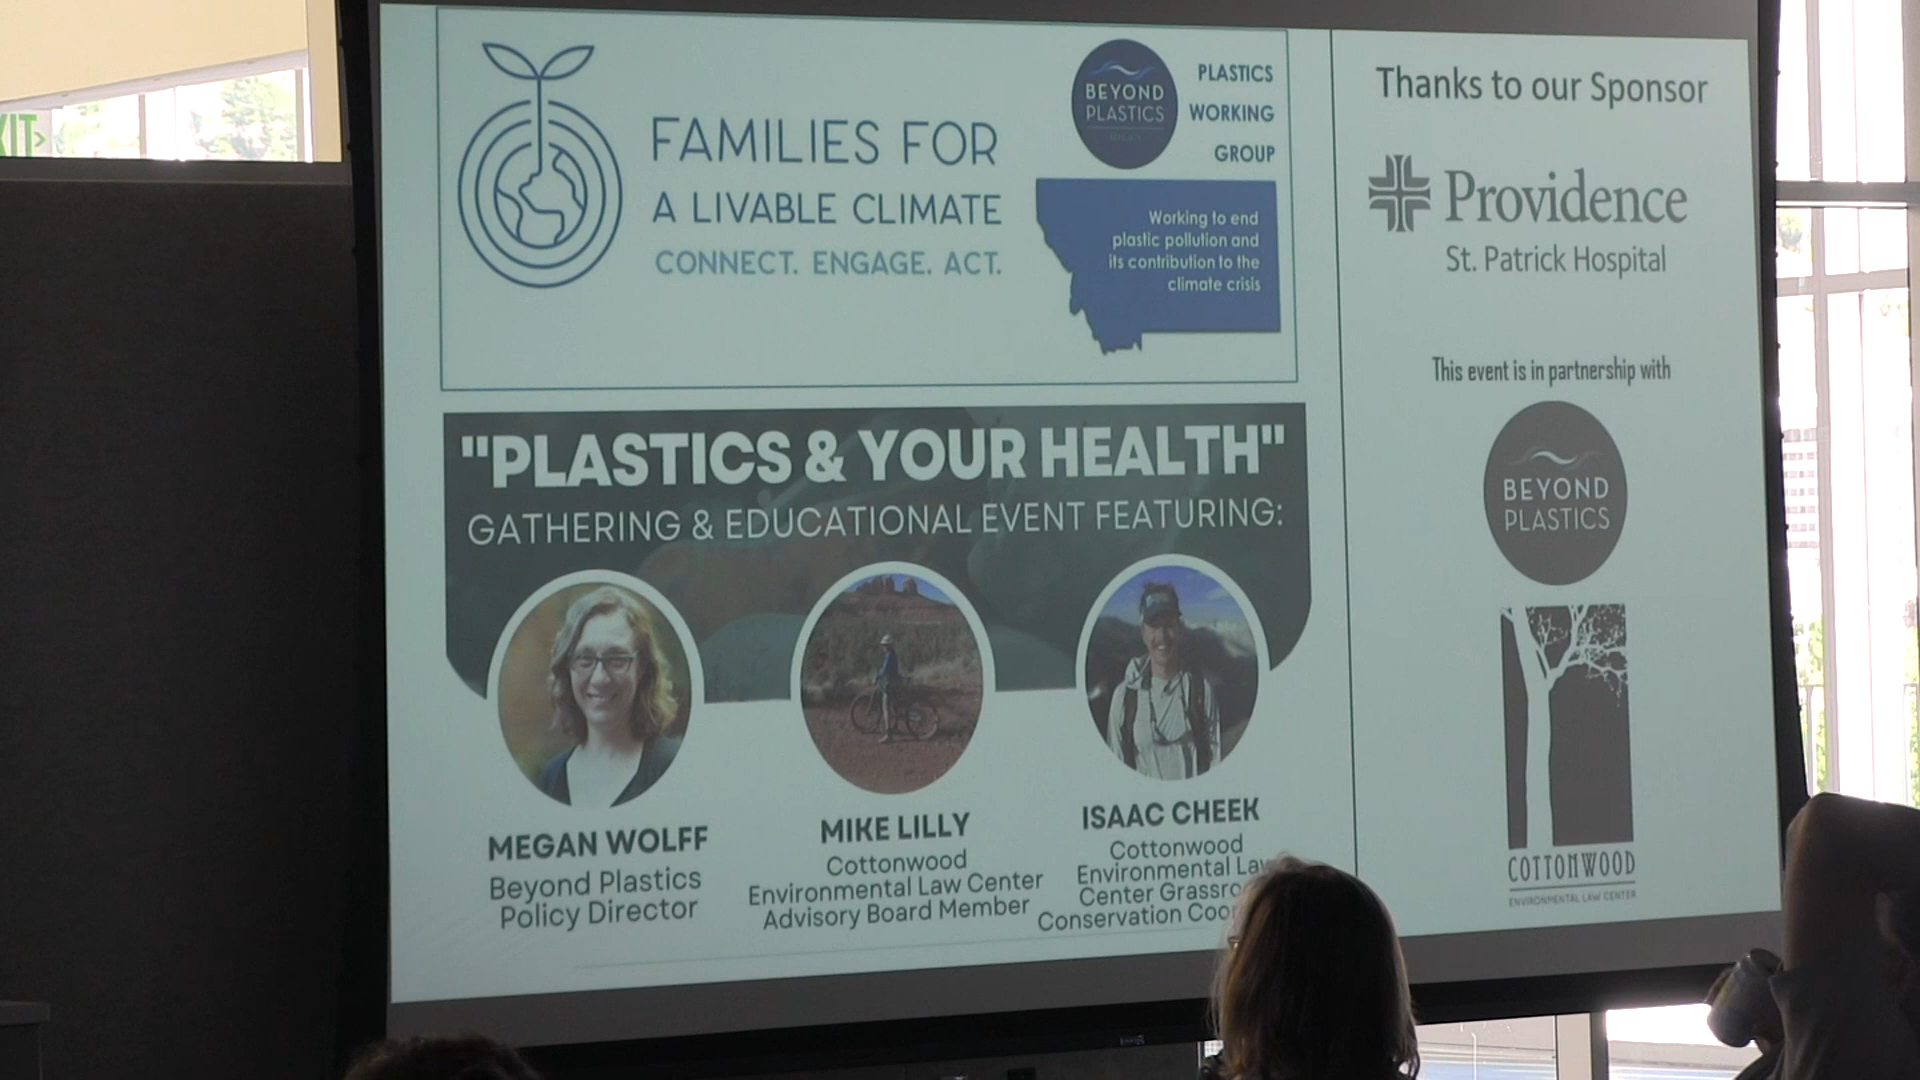 FAMILIES FOR
A LIVABLE CLIMATE
CONNECT. ENGAGE. ACT.
BEYOND
PLASTICS
PLASTICS
WORKING
GROUP
Working to end
plastic pollution and
its contribution to the
climate crisis
"PLASTICS & YOUR HEALTH"
GATHERING & EDUCATIONAL EVENT FEATURING:
MEGAN WOLFF
Beyond Plastics
Policy Director
MIKE LILLY
Cottonwood
Environmental Law Center
Advisory Board Member
ISAAC CHEEK
Cottonwood
Environmental Law
Center
Conservation
Thanks to our Sponsor
Providence
St. Patrick Hospital
This event is in partnership with
BEYOND
PLASTICS
COTTONWOOD
ENVIRONMENTAL LAW CENTER